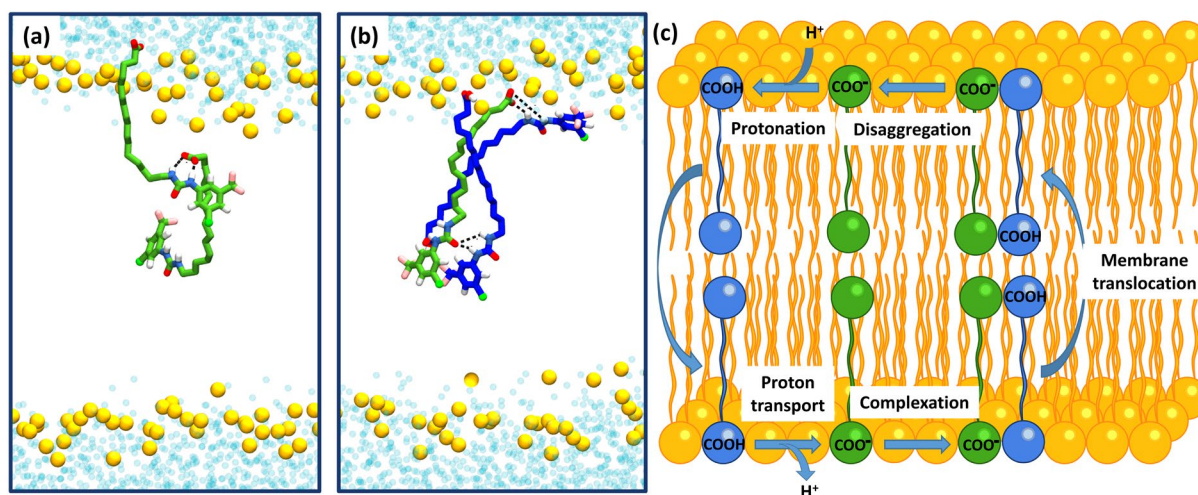 (a)
(b)
(c)
H⁺
COOH
COO⁻
COO⁻
Protonation
Disaggregation
COOH
COOH
Membrane
translocation
Proton
transport
Complexation
COOH
COO⁻
COO⁻
H⁺